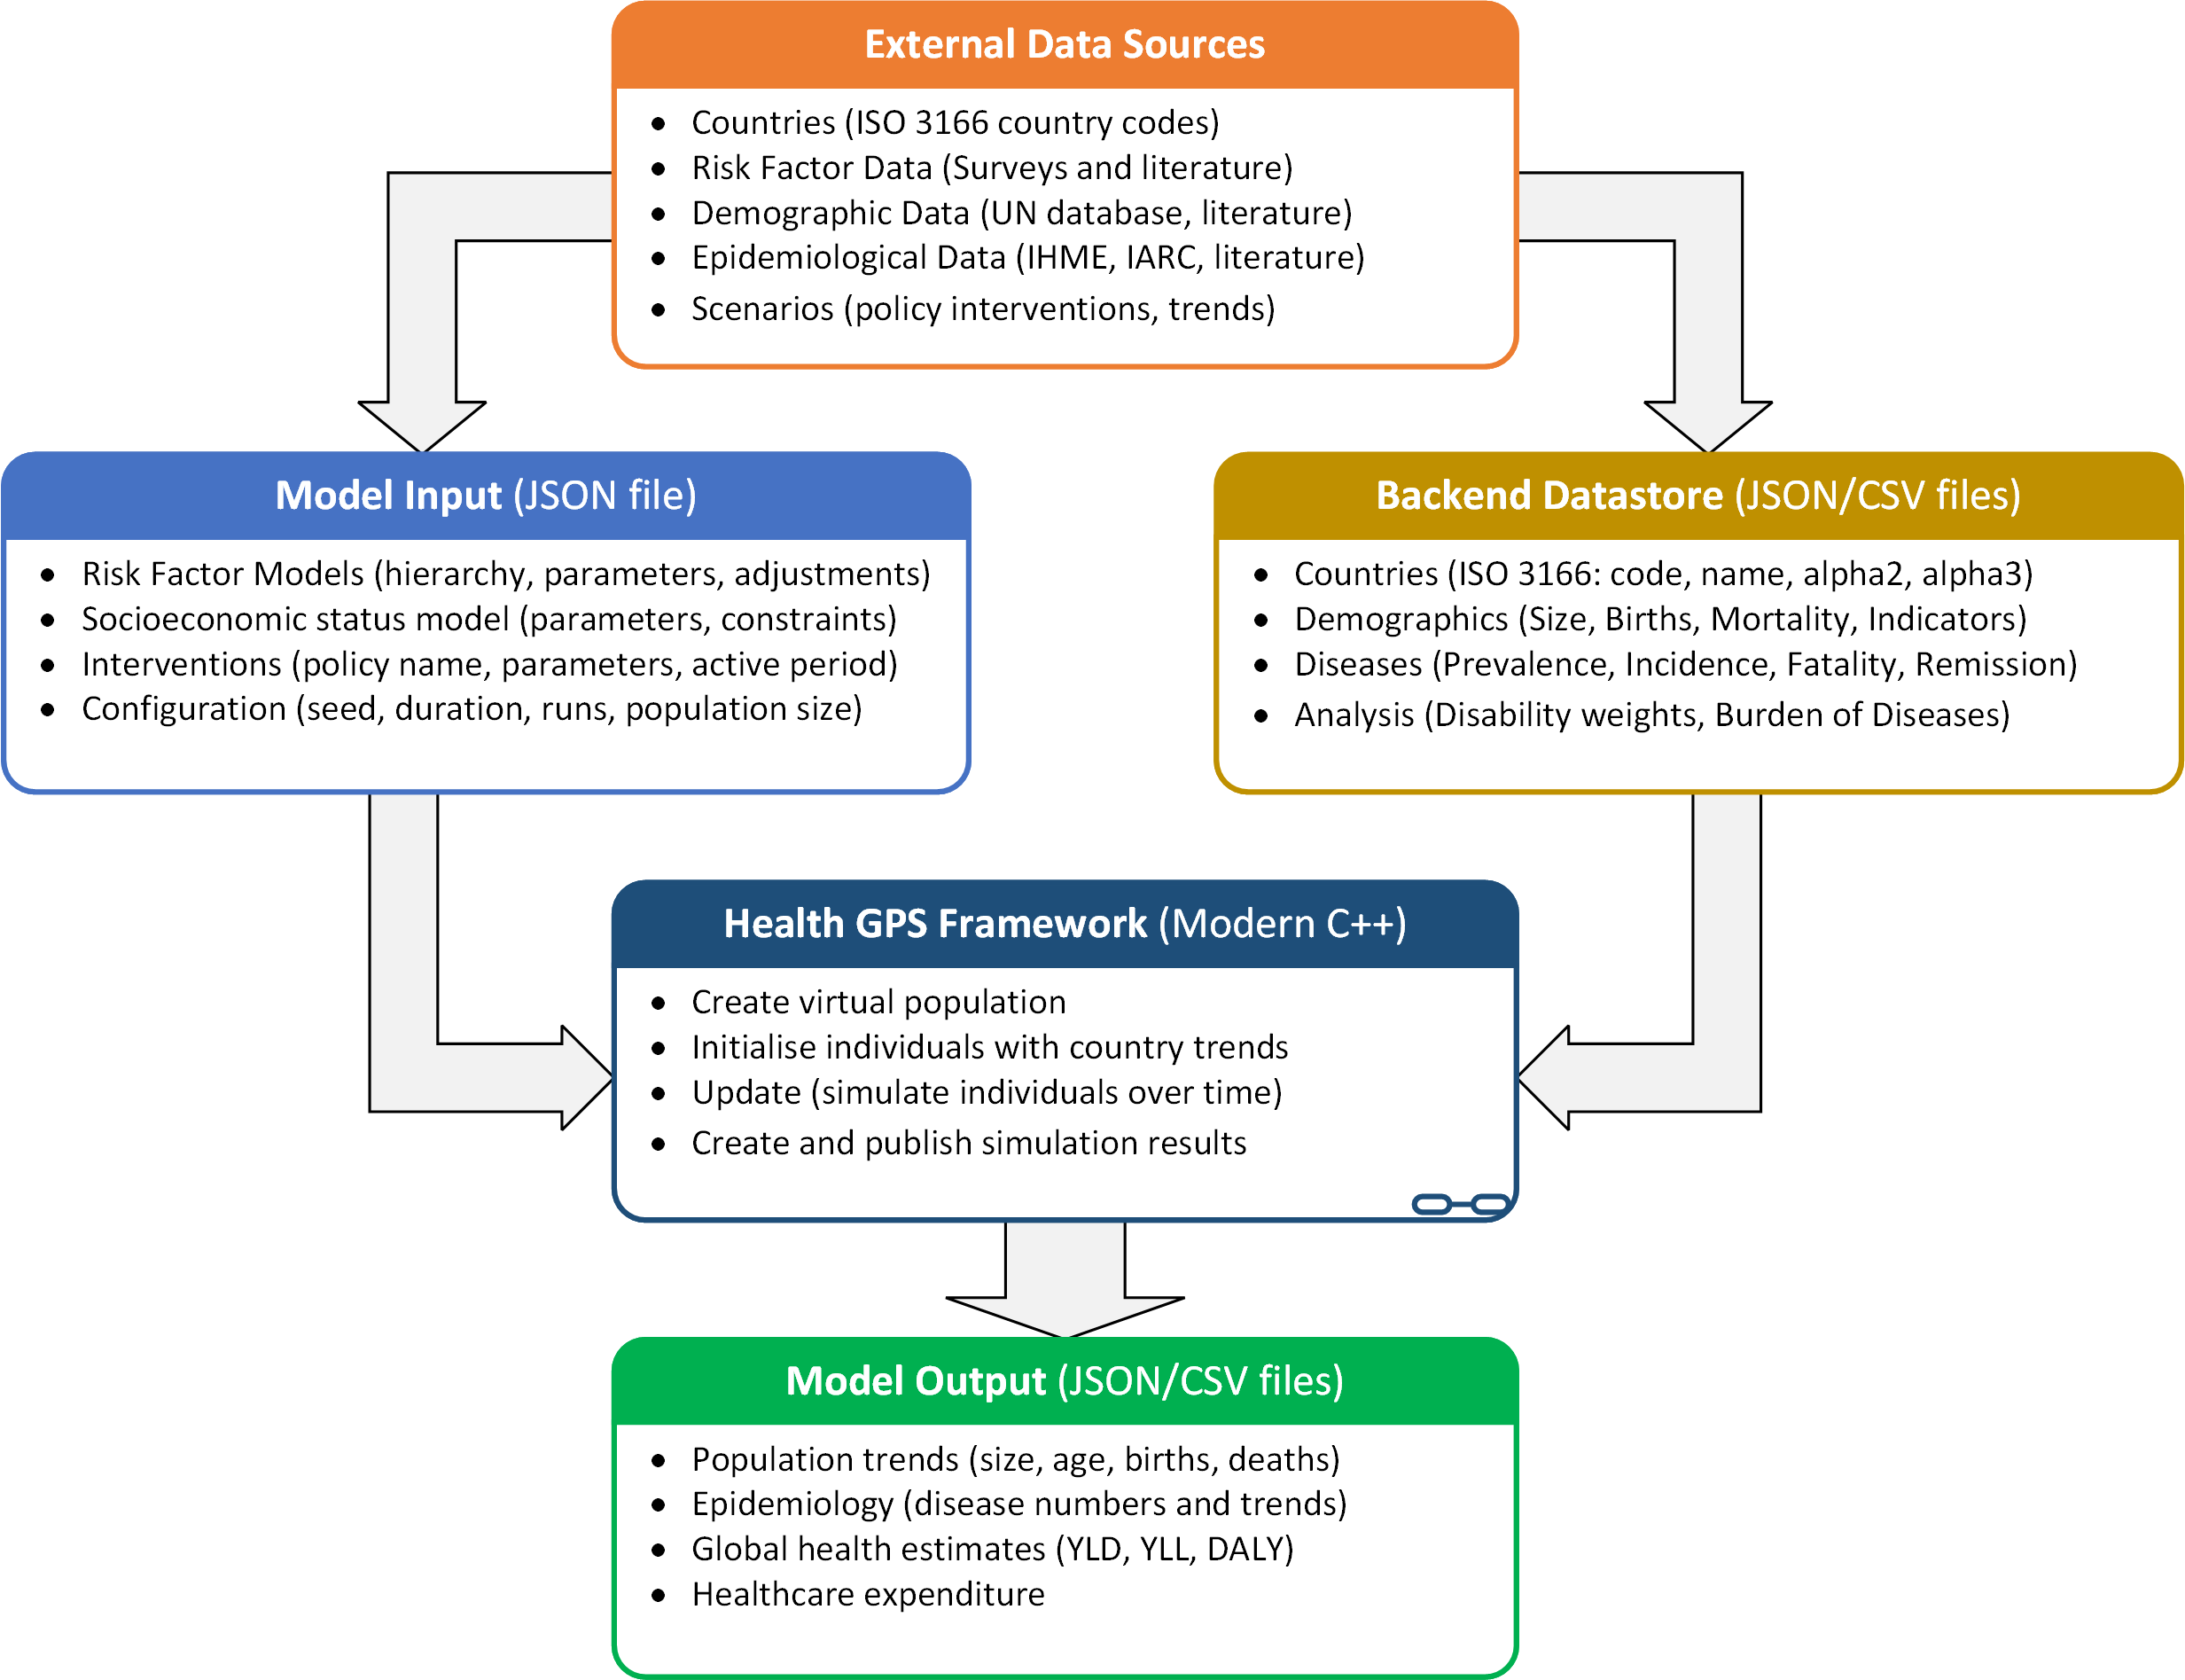 External Data Sources
• Countries (ISO 3166 country codes)
• Risk Factor Data (Surveys and literature)
• Demographic Data (UN database, literature)
• Epidemiological Data (IHME, IARC, literature)
• Scenarios (policy interventions, trends)
Model Input (JSON file)
• Risk Factor Models (hierarchy, parameters, adjustments)
• Socioeconomic status model (parameters, constraints)
• Interventions (policy name, parameters, active period)
• Configuration (seed, duration, runs, population size)
Backend Datastore (JSON/CSV files)
• Countries (ISO 3166: code, name, alpha2, alpha3)
• Demographics (Size, Births, Mortality, Indicators)
• Diseases (Prevalence, Incidence, Fatality, Remission)
• Analysis (Disability weights, Burden of Diseases)
Health GPS Framework (Modern C++)
• Create virtual population
• Initialise individuals with country trends
• Update (simulate individuals over time)
• Create and publish simulation results
Model Output (JSON/CSV files)
• Population trends (size, age, births, deaths)
• Epidemiology (disease numbers and trends)
• Global health estimates (YLD, YLL, DALY)
• Healthcare expenditure